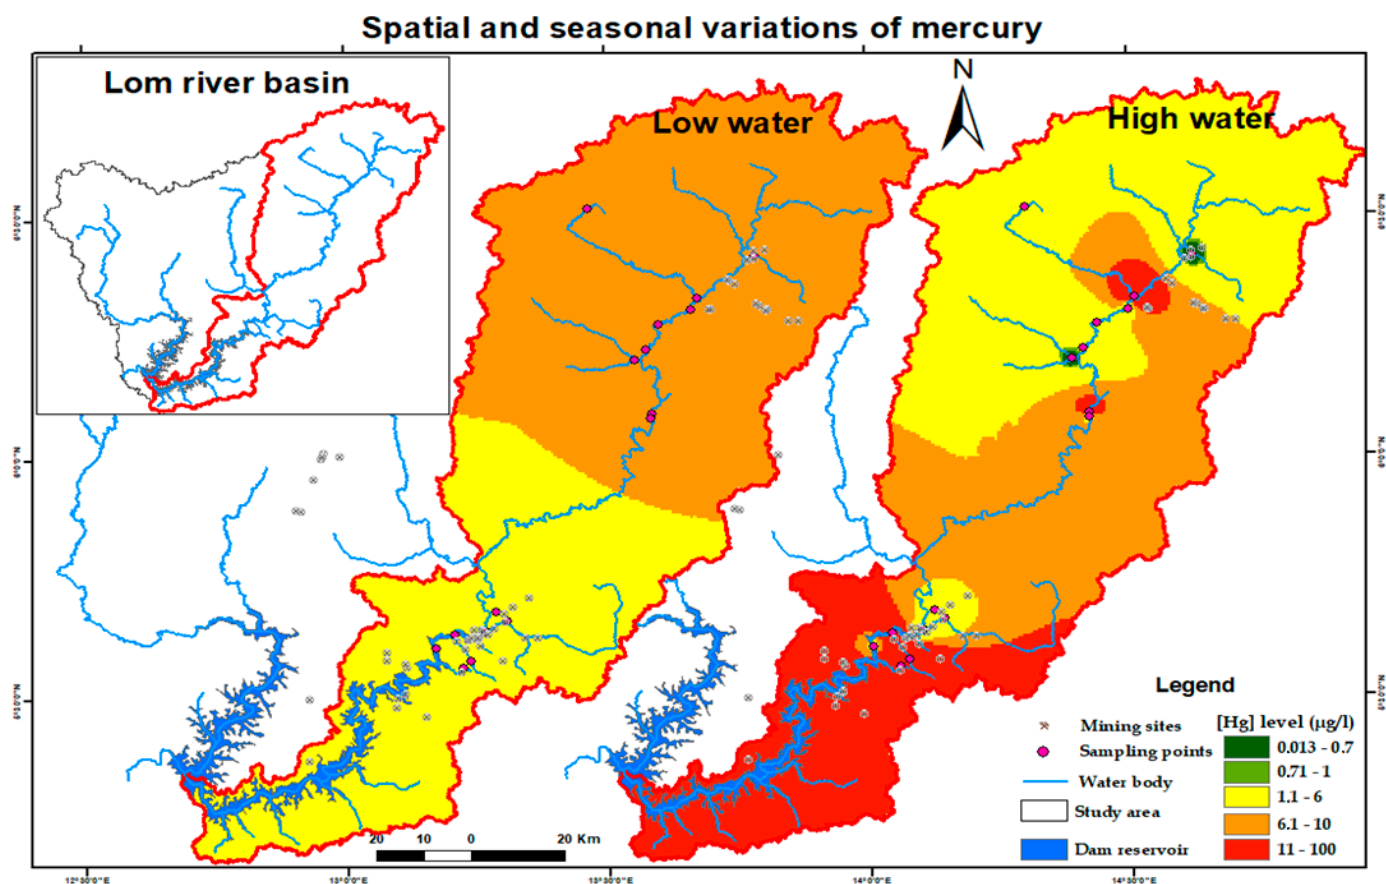 Spatial and seasonal variations of mercury
Lom river basin
Low water
N
High water
Legend
Mining sites
Sampling points
Water body
Study area
Dam reservoir
[Hg] level (µg/l)
0.013 - 0.7
0.71 - 1
1.1 - 6
6.1 - 10
11 - 100
20 10 0 20 Km
12°30'0"E 13°0'0"E 13°30'0"E 14°0'0"E 14°30'0"E